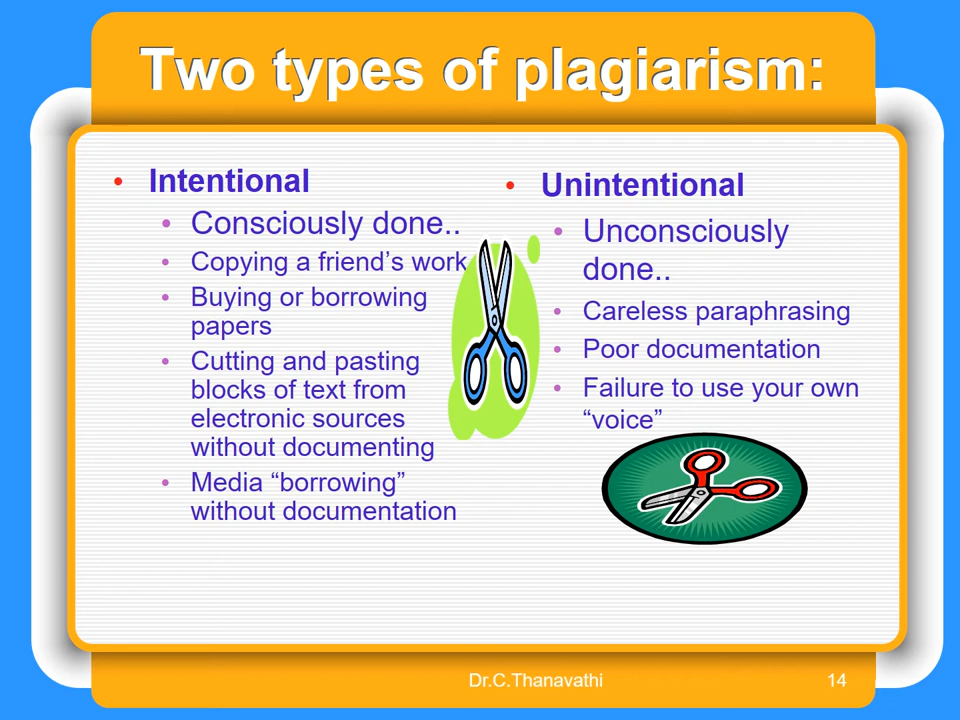 Two types of plagiarism:
• Intentional
• Consciously done..
• Copying a friend’s work
• Buying or borrowing
papers
• Cutting and pasting
blocks of text from
electronic sources
without documenting
• Media “borrowing”
without documentation
• Unintentional
• Unconsciously
done..
• Careless paraphrasing
• Poor documentation
• Failure to use your own
“voice”
Dr.C.Thanavathi
14